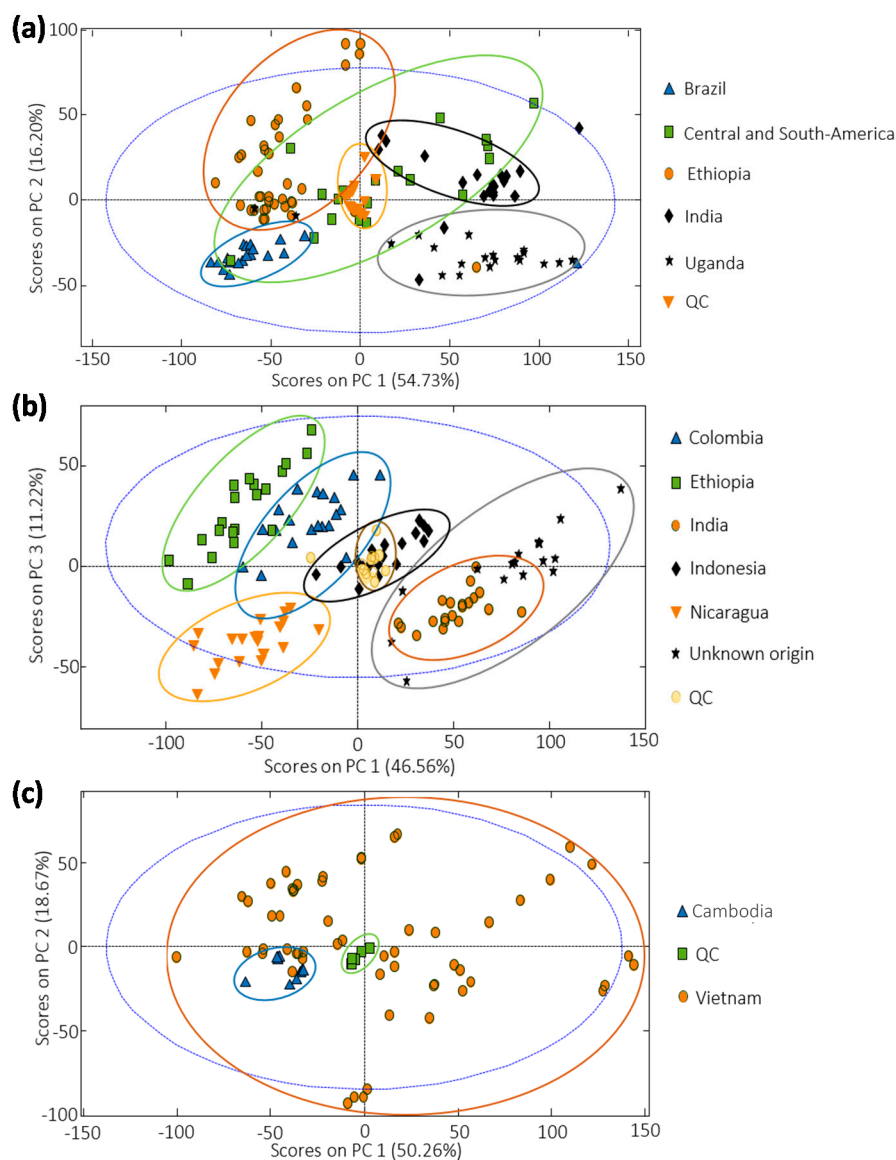 (a)
100
50
0
-50
-150
-100
-50
0
50
100
150
Scores on PC 2 (16.20%)
Scores on PC 1 (54.73%)
Brazil
Central and South-America
Ethiopia
India
Uganda
QC
(b)
50
0
-50
-100
-50
0
50
100
150
Scores on PC 3 (11.22%)
Scores on PC 1 (46.56%)
Colombia
Ethiopia
India
Indonesia
Nicaragua
Unknown origin
QC
(c)
50
0
-50
-100
-150
-100
-50
0
50
100
150
Scores on PC 2 (18.67%)
Scores on PC 1 (50.26%)
Cambodia
QC
Vietnam